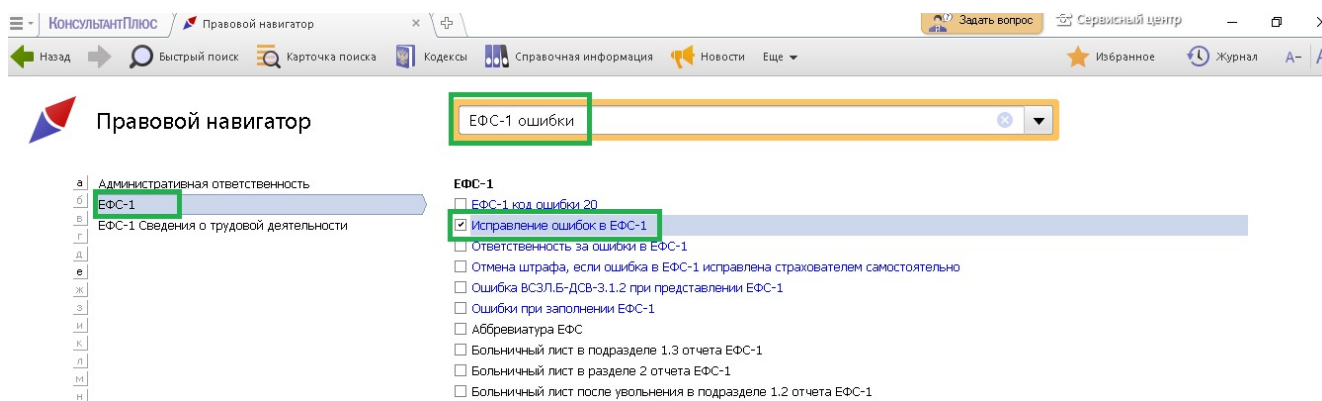 КонсультантПлюс Правовой навигатор Задать вопрос Сервисный центр
Назад Быстрый поиск Карточка поиска Кодексы Справочная информация Новости Еще Избранное Журнал А-
Правовой навигатор
ЕФС-1 ошибки
а
б
в
г
д
е
ж
з
и
к
л
м
н
Административная ответственность
ЕФС-1
ЕФС-1 Сведения о трудовой деятельности
ЕФС-1
ЕФС-1 код ошибки 20
Исправление ошибок в ЕФС-1
Ответственность за ошибки в ЕФС-1
Отмена штрафа, если ошибка в ЕФС-1 исправлена страхователем самостоятельно
Ошибка ВСЗЛ.Б-ДСВ-3.1.2 при представлении ЕФС-1
Ошибки при заполнении ЕФС-1
Аббревиатура ЕФС
Больничный лист в подразделе 1.3 отчета ЕФС-1
Больничный лист в разделе 2 отчета ЕФС-1
Больничный лист после увольнения в подразделе 1.2 отчета ЕФС-1